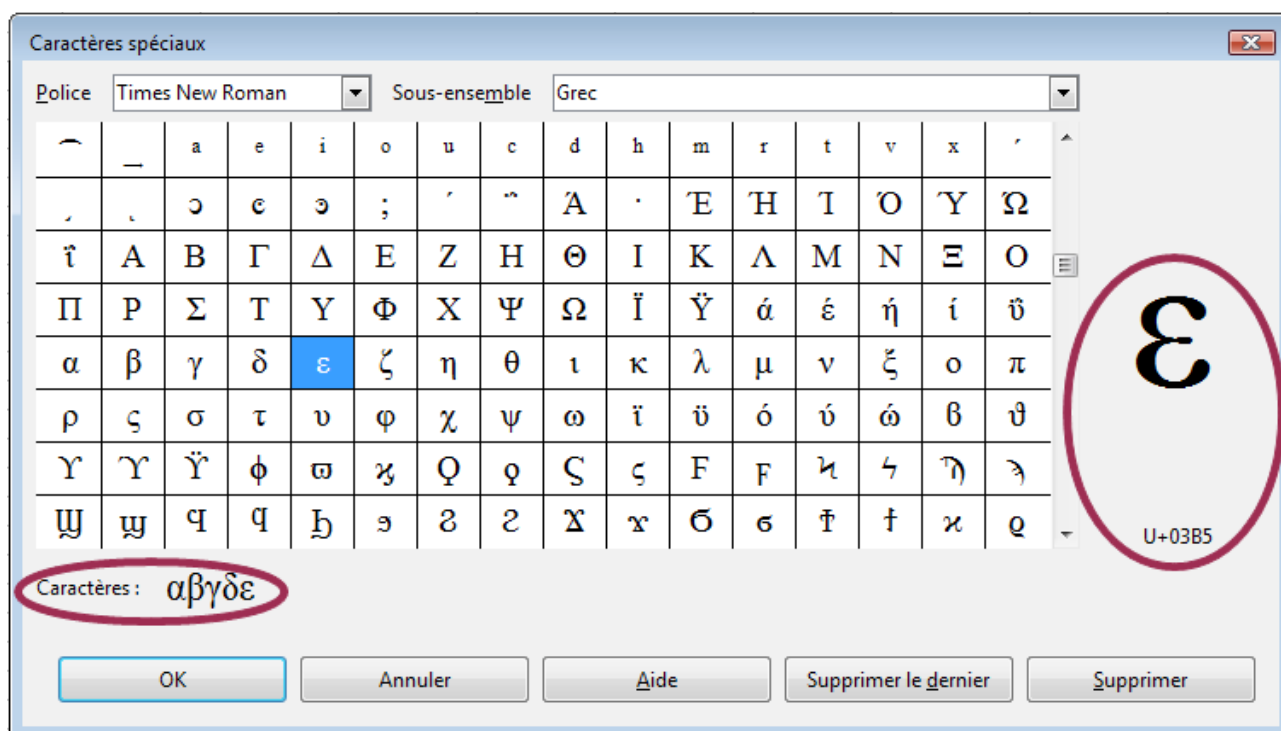 Caractères spéciaux
Police Times New Roman Sous-ensemble Grec
a e i o u c d h m r t v x ΄
ͺ ͻ ͼ ͽ ; ΄ ΅ Ά · Έ Ή Ί Ό Ύ Ώ
ΐ Α Β Γ Δ Ε Ζ Η Θ Ι Κ Λ Μ Ν Ξ Ο
Π Ρ Σ Τ Υ Φ Χ Ψ Ω Ϊ Ϋ ά έ ή ί ΰ
α β γ δ ε ζ η θ ι κ λ μ ν ξ ο π
ρ ς σ τ υ φ χ ψ ω ϊ ϋ ό ύ ώ ϐ ϑ
ϒ ϓ ϔ ϕ ϖ ϗ Ϙ ϙ Ϛ ϛ Ϝ ϝ Ϟ ϟ Ϡ ϡ
Ϣ ϣ Ϥ ϥ Ϧ ϧ Ϩ ϩ Ϫ ϫ Ϭ ϭ Ϯ ϯ ϰ ϱ
ε
U+03B5
Caractères : αβγδε
OK Annuler Aide Supprimer le dernier Supprimer